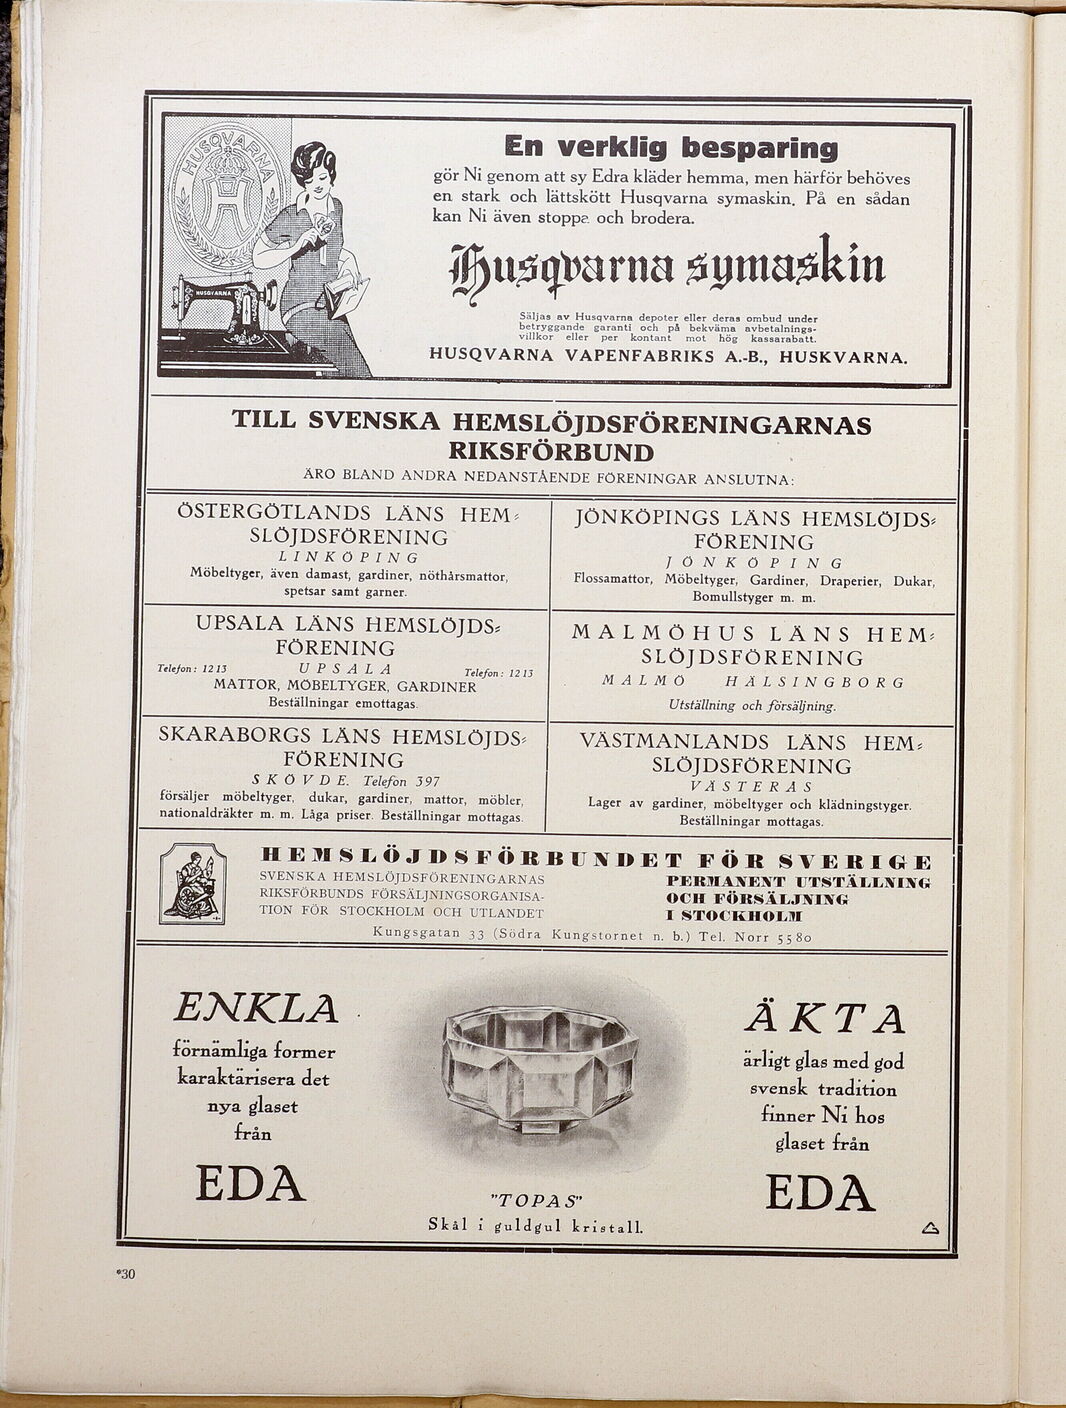 HUSQVARNA
HUSQVARNA
En verklig besparing
gör Ni genom att sy Edra kläder hemma, men härför behöves
en stark och lättskött Husqvarna symaskin. På en sådan
kan Ni även stoppa och brodera.
Husqvarna symaskin
Säljas av Husqvarna depoter eller deras ombud under
betryggande garanti och på bekväma avbetalnings-
villkor eller per kontant mot hög kassarabatt.
HUSQVARNA VAPENFABRIKS A.-B., HUSKVARNA.
TILL SVENSKA HEMSLÖJDSFÖRENINGARNAS
RIKSFÖRBUND
ÄRO BLAND ANDRA NEDANSTÅENDE FÖRENINGAR ANSLUTNA:
ÖSTERGÖTLANDS LÄNS HEM-
SLÖJDSFÖRENING
LINKÖPING
Möbeltyger, även damast, gardiner, nöthårsmattor,
spetsar samt garner.
UPSALA LÄNS HEMSLÖJDS-
FÖRENING
Telefon: 1213 UPSALA Telefon: 1213
MATTOR, MÖBELTYGER, GARDINER
Beställningar emottagas.
SKARABORGS LÄNS HEMSLÖJDS-
FÖRENING
SKÖVDE. Telefon 397
försäljer möbeltyger, dukar, gardiner, mattor, möbler,
nationaldräkter m. m. Låga priser. Beställningar mottagas.
JÖNKÖPINGS LÄNS HEMSLÖJDS-
FÖRENING
JÖNKÖPING
Flossamattor, Möbeltyger, Gardiner, Draperier, Dukar,
Bomullstyger m. m.
MALMÖHUS LÄNS HEM-
SLÖJDSFÖRENING
MALMÖ HÄLSINGBORG
Utställning och försäljning.
VÄSTMANLANDS LÄNS HEM-
SLÖJDSFÖRENING
VÄSTERAS
Lager av gardiner, möbeltyger och klädningstyger.
Beställningar mottagas.
HEMSLÖJDSFÖRBUNDET FÖR SVERIGE
SVENSKA HEMSLÖJDSFÖRENINGARNAS
RIKSFÖRBUNDS FÖRSÄLJNINGSORGANISA-
TION FÖR STOCKHOLM OCH UTLANDET
PERMANENT UTSTÄLLNING
OCH FÖRSÄLJNING
I STOCKHOLM
Kungsgatan 33 (Södra Kungstornet n. b.) Tel. Norr 5580
ENKLA
förnämliga former
karaktärisera det
nya glaset
från
EDA
"TOPAS"
Skål i guldgul kristall.
ÄKTA
ärligt glas med god
svensk tradition
finner Ni hos
glaset från
EDA
*30